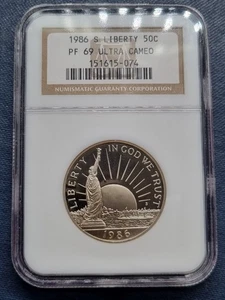 1986 S LIBERTY 50C
PF 69 ULTRA CAMEO
151615-074
NUMISMATIC GUARANTY CORPORATION
LIBERTY
IN GOD WE TRUST
1986